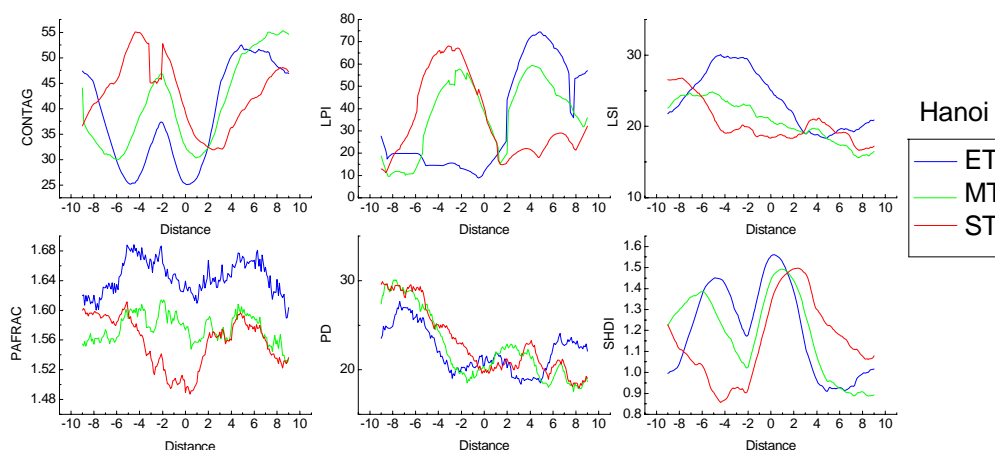 CONTAG
55
50
45
40
35
30
25
-10 -8 -6 -4 -2 0 2 4 6 8 10
Distance
LPI
80
70
60
50
40
30
20
10
0
-10 -8 -6 -4 -2 0 2 4 6 8 10
Distance
LSI
30
20
10
-10 -8 -6 -4 -2 0 2 4 6 8 10
Distance
Hanoi
ET
MT
ST
PAFRAC
1.68
1.64
1.60
1.56
1.52
1.48
-10 -8 -6 -4 -2 0 2 4 6 8 10
Distance
PD
30
20
-10 -8 -6 -4 -2 0 2 4 6 8 10
Distance
SHDI
1.6
1.5
1.4
1.3
1.2
1.1
1.0
0.9
0.8
-10 -8 -6 -4 -2 0 2 4 6 8 10
Distance